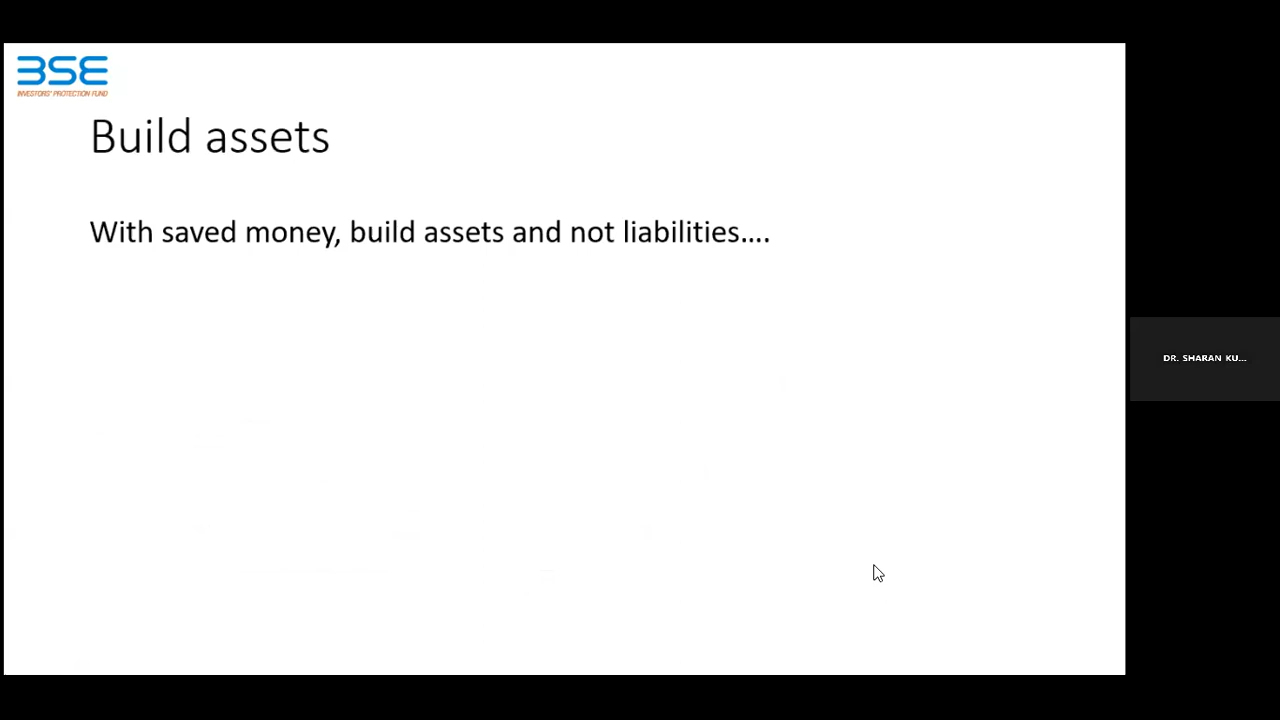 BSE
INVESTORS' PROTECTION FUND
Build assets
With saved money, build assets and not liabilities....
DR. SHARAN KU...